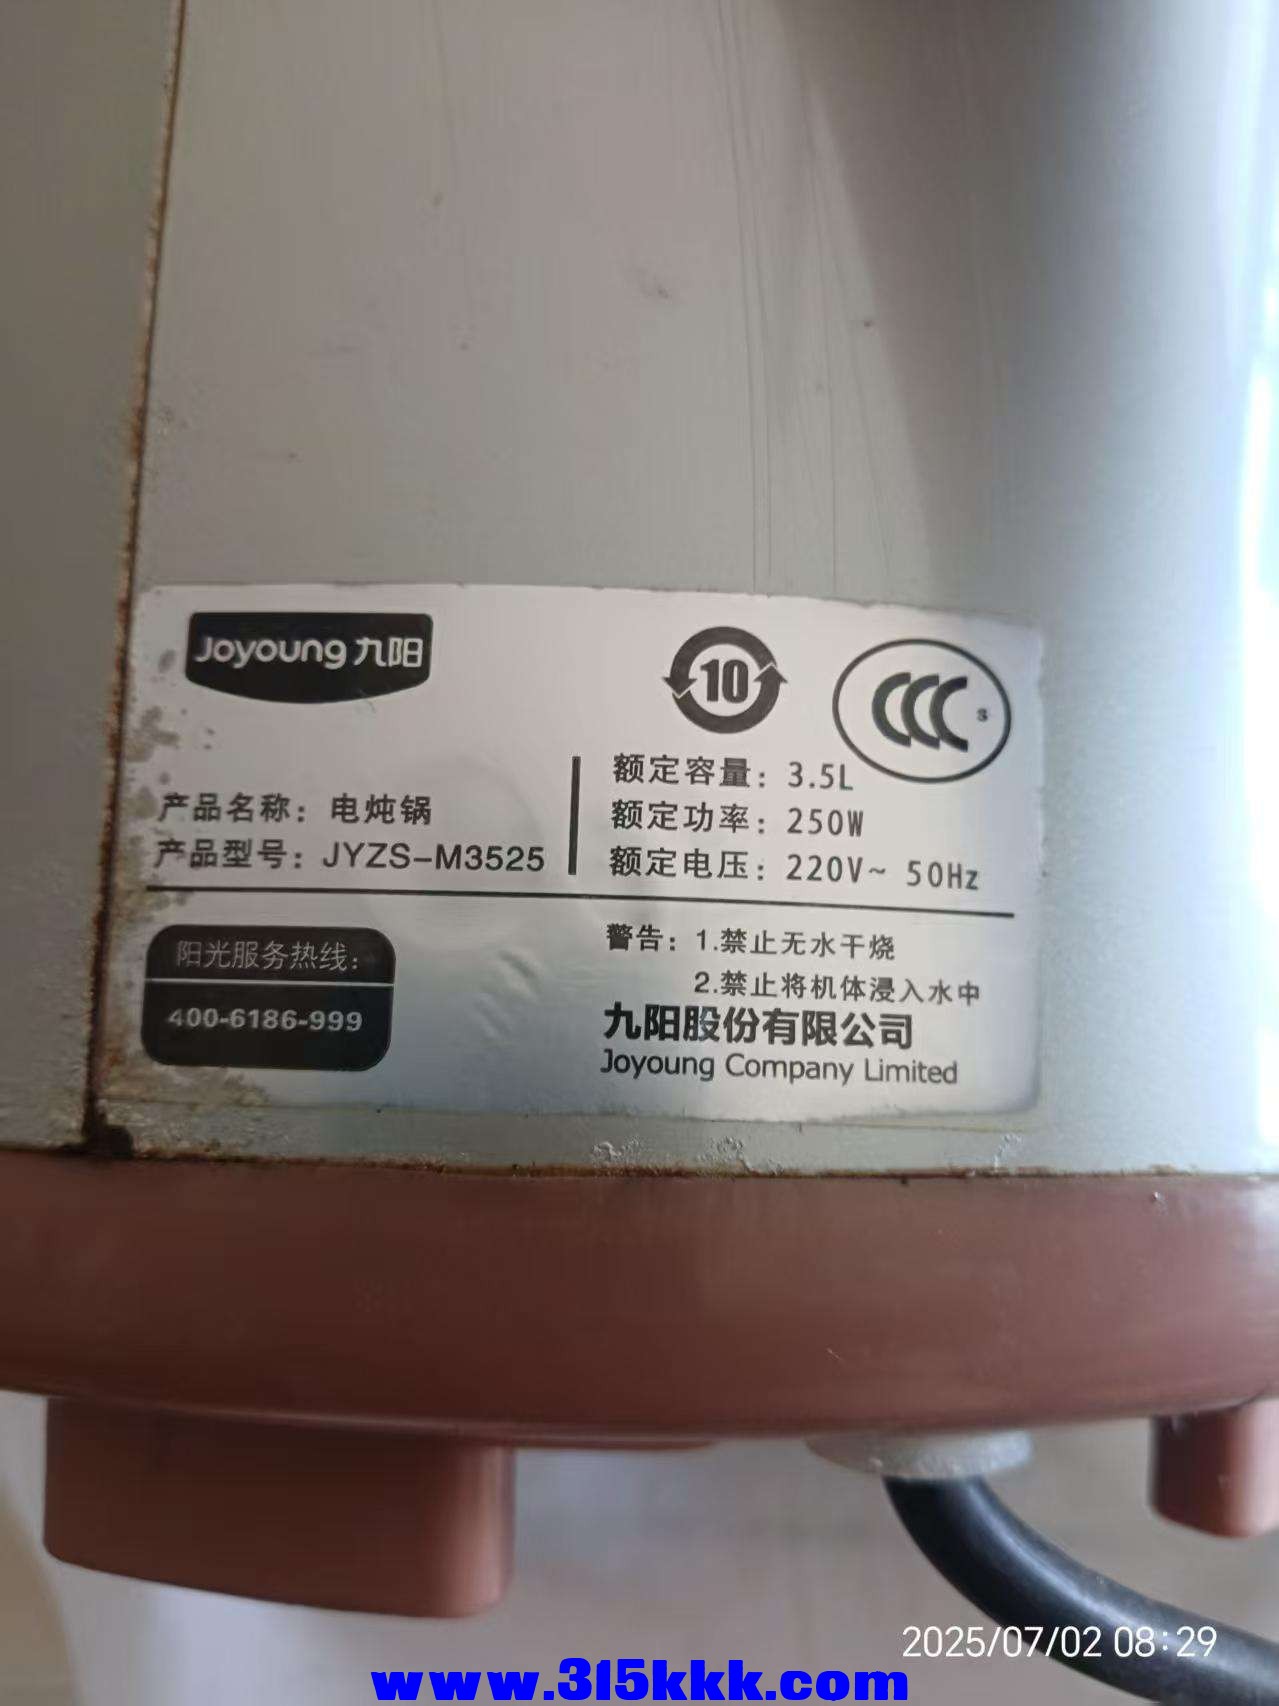 Joyoung 九阳
10
CCC S
产品名称：电炖锅
产品型号：JYZS-M3525
额定容量：3.5L
额定功率：250W
额定电压：220V~ 50Hz
阳光服务热线：
400-6186-999
警告：1.禁止无水干烧
2.禁止将机体浸入水中
九阳股份有限公司
Joyoung Company Limited
2025/07/02 08:29
www.315kkk.com